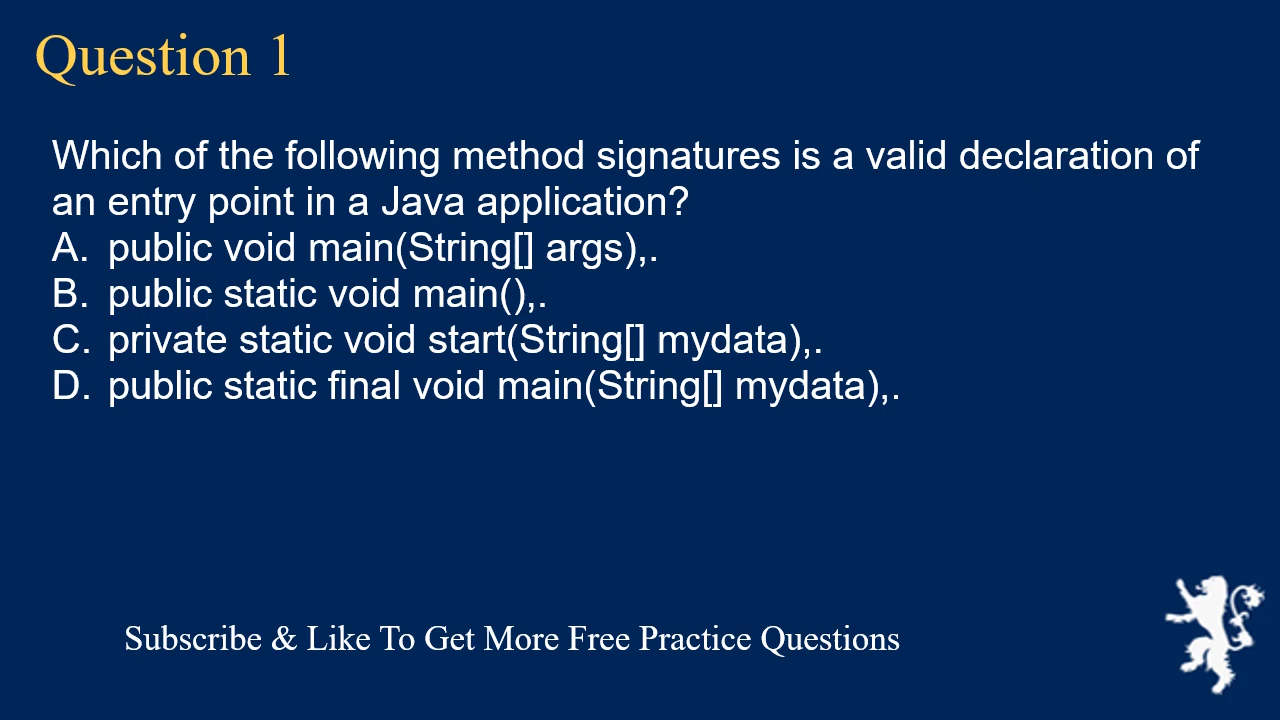 Question 1
Which of the following method signatures is a valid declaration of
an entry point in a Java application?
A. public void main(String[] args),.
B. public static void main(),.
C. private static void start(String[] mydata),.
D. public static final void main(String[] mydata),.
Subscribe & Like To Get More Free Practice Questions